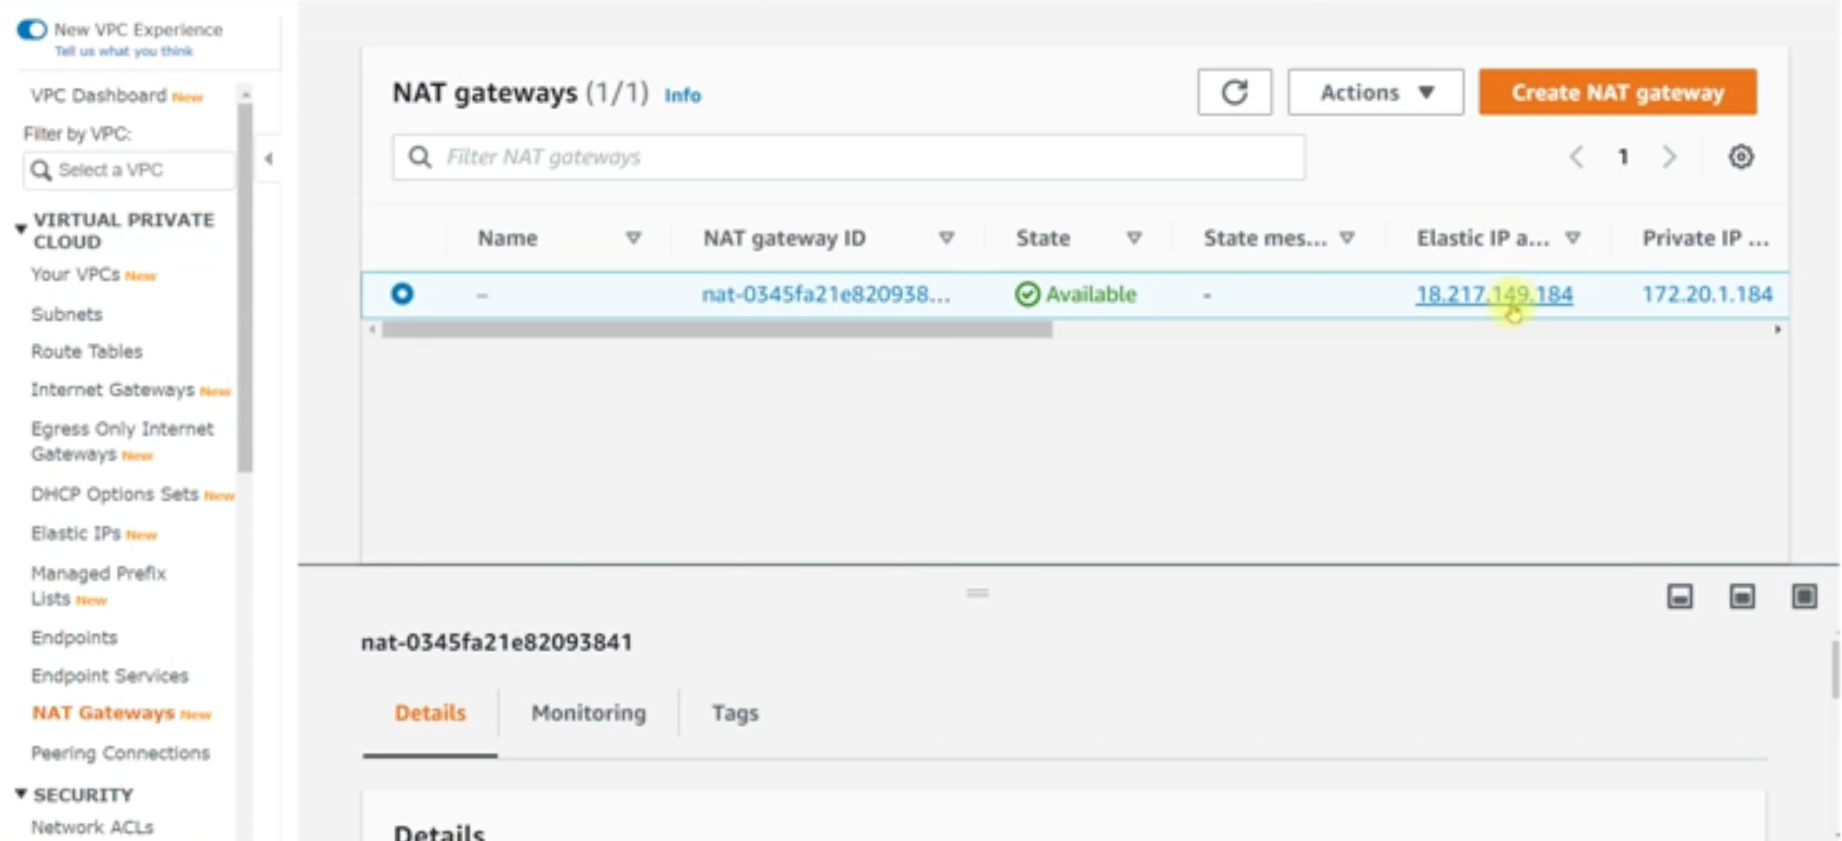 New VPC Experience
Tell us what you think
VPC Dashboard New
Filter by VPC:
Select a VPC
VIRTUAL PRIVATE
CLOUD
Your VPCs New
Subnets
Route Tables
Internet Gateways New
Egress Only Internet
Gateways New
DHCP Options Sets New
Elastic IPs New
Managed Prefix
Lists New
Endpoints
Endpoint Services
NAT Gateways New
Peering Connections
SECURITY
Network ACLs
NAT gateways (1/1) Info
Actions
Create NAT gateway
Filter NAT gateways
1
Name NAT gateway ID State State mes... Elastic IP a... Private IP ...
– nat-0345fa21e820938... Available - 18.217.149.184 172.20.1.184
nat-0345fa21e82093841
Details Monitoring Tags
Details